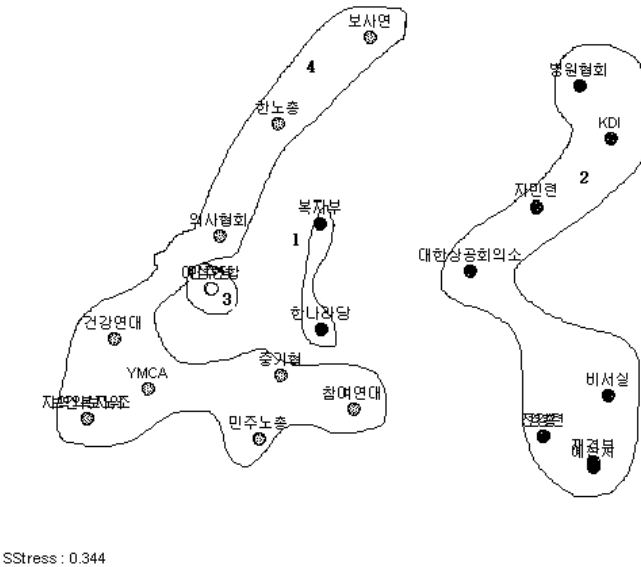 보사연
4
병원협회
한노총
KDI
자민련
2
복지부
의사협회
1
대한상공회의소
3
한나라당
건강연대
중기협
YMCA
비서실
참여연대
민주노총
재경부
SStress : 0.344